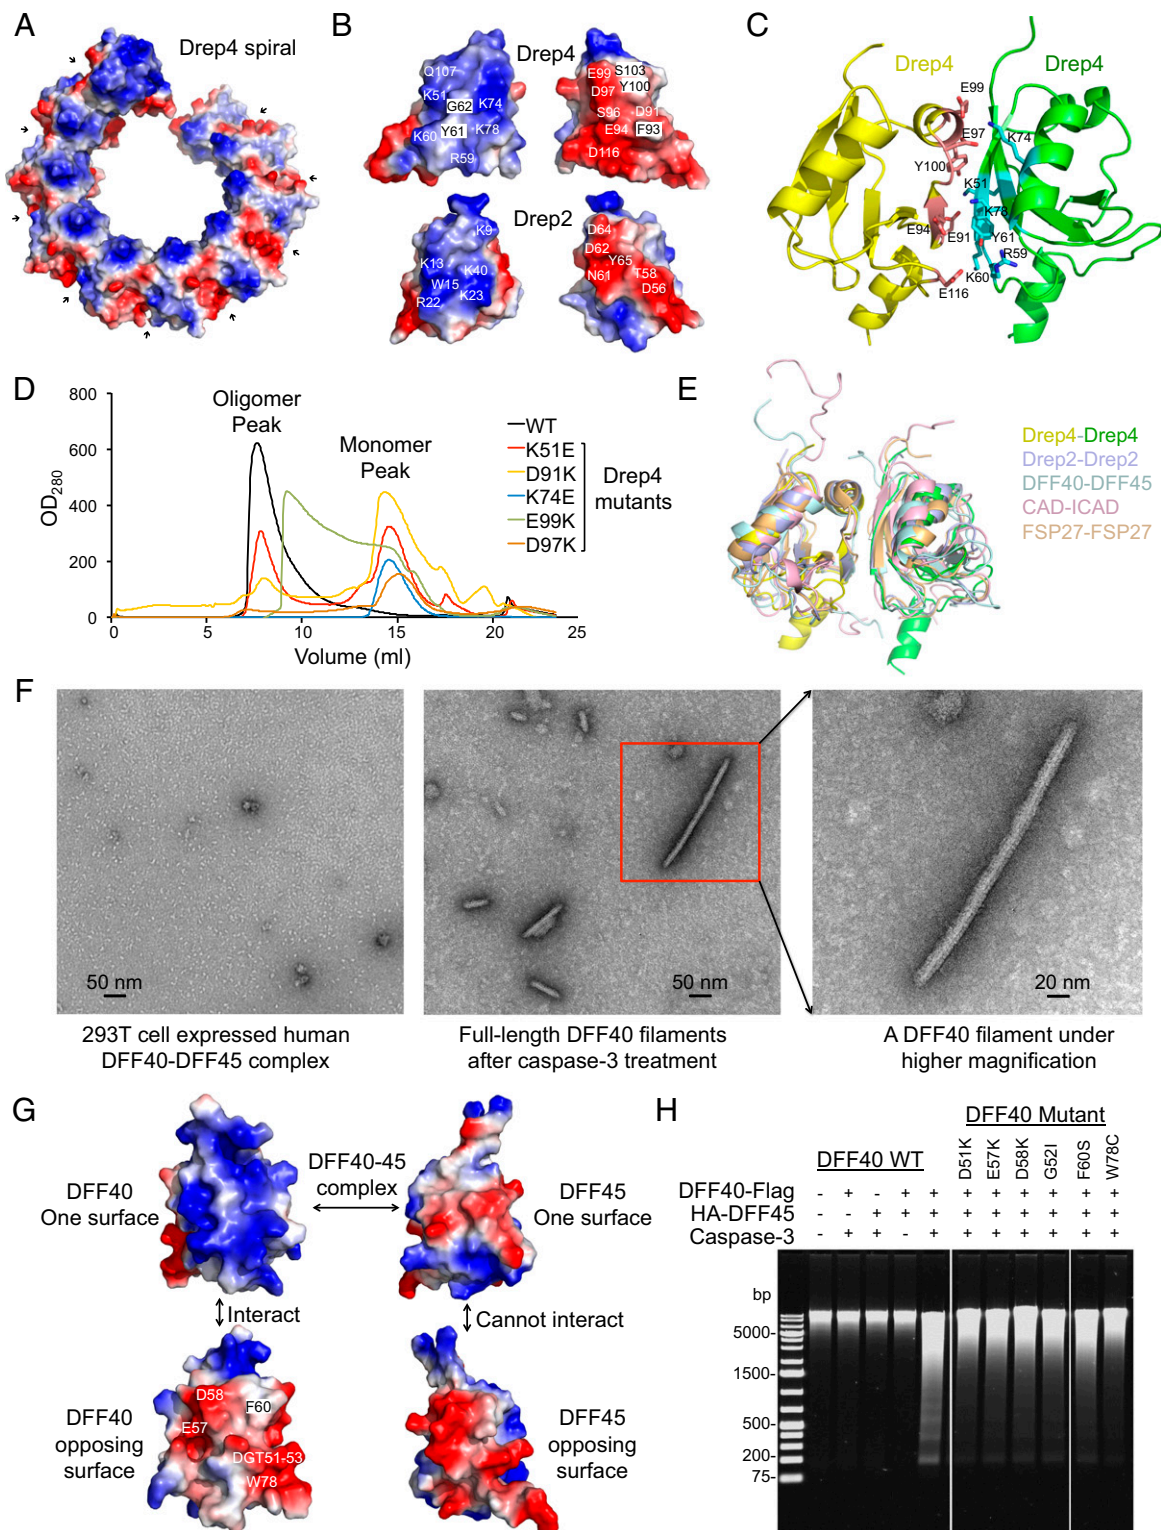 A
Drep4 spiral
B
Drep4
Q107
K51
G62
K74
K60
Y61
K78
R59
E99
S103
Y100
D97
S96
D91
E94
F93
D116
Drep2
K9
K13
K40
W15
R22
K23
D64
D62
Y65
N61
T58
D56
C
Drep4
Drep4
E99
E97
K74
Y100
K51
K78
E94
E91
Y61
R59
K60
E116
D
OD280
800
600
400
200
0
0
5
10
15
20
25
Volume (ml)
Oligomer
Peak
Monomer
Peak
WT
K51E
D91K
K74E
E99K
D97K
Drep4
mutants
E
Drep4-Drep4
Drep2-Drep2
DFF40-DFF45
CAD-ICAD
FSP27-FSP27
F
50 nm
50 nm
20 nm
293T cell expressed human
DFF40-DFF45 complex
Full-length DFF40 filaments
after caspase-3 treatment
A DFF40 filament under
higher magnification
G
DFF40
One surface
DFF40-45
complex
DFF45
One surface
Interact
Cannot interact
DFF40
opposing
surface
D58
F60
E57
DGT51-53
W78
DFF45
opposing
surface
H
DFF40 Mutant
DFF40 WT
D51K
E57K
D58K
G52I
F60S
W78C
DFF40-Flag - + - + + + + + + + +
HA-DFF45 - - + + + + + + + + +
Caspase-3 - + + - + + + + + + +
bp
5000-
1500-
500-
200-
75-